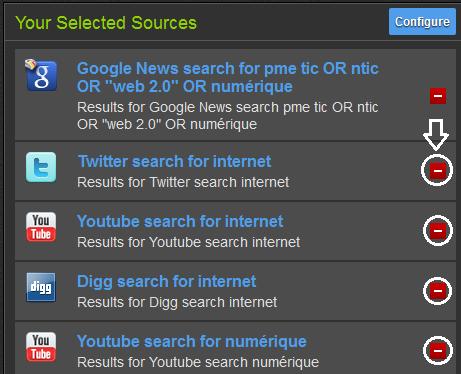 Your Selected Sources
Configure
Google News search for pme tic OR ntic
OR "web 2.0" OR numérique
Results for Google News search pme tic OR ntic
OR "web 2.0" OR numérique
g
Twitter search for internet
Results for Twitter search internet
t
Youtube search for internet
Results for Youtube search internet
You
Tube
Digg search for internet
Results for Digg search internet
digg
Youtube search for numérique
Results for Youtube search numérique
You
Tube